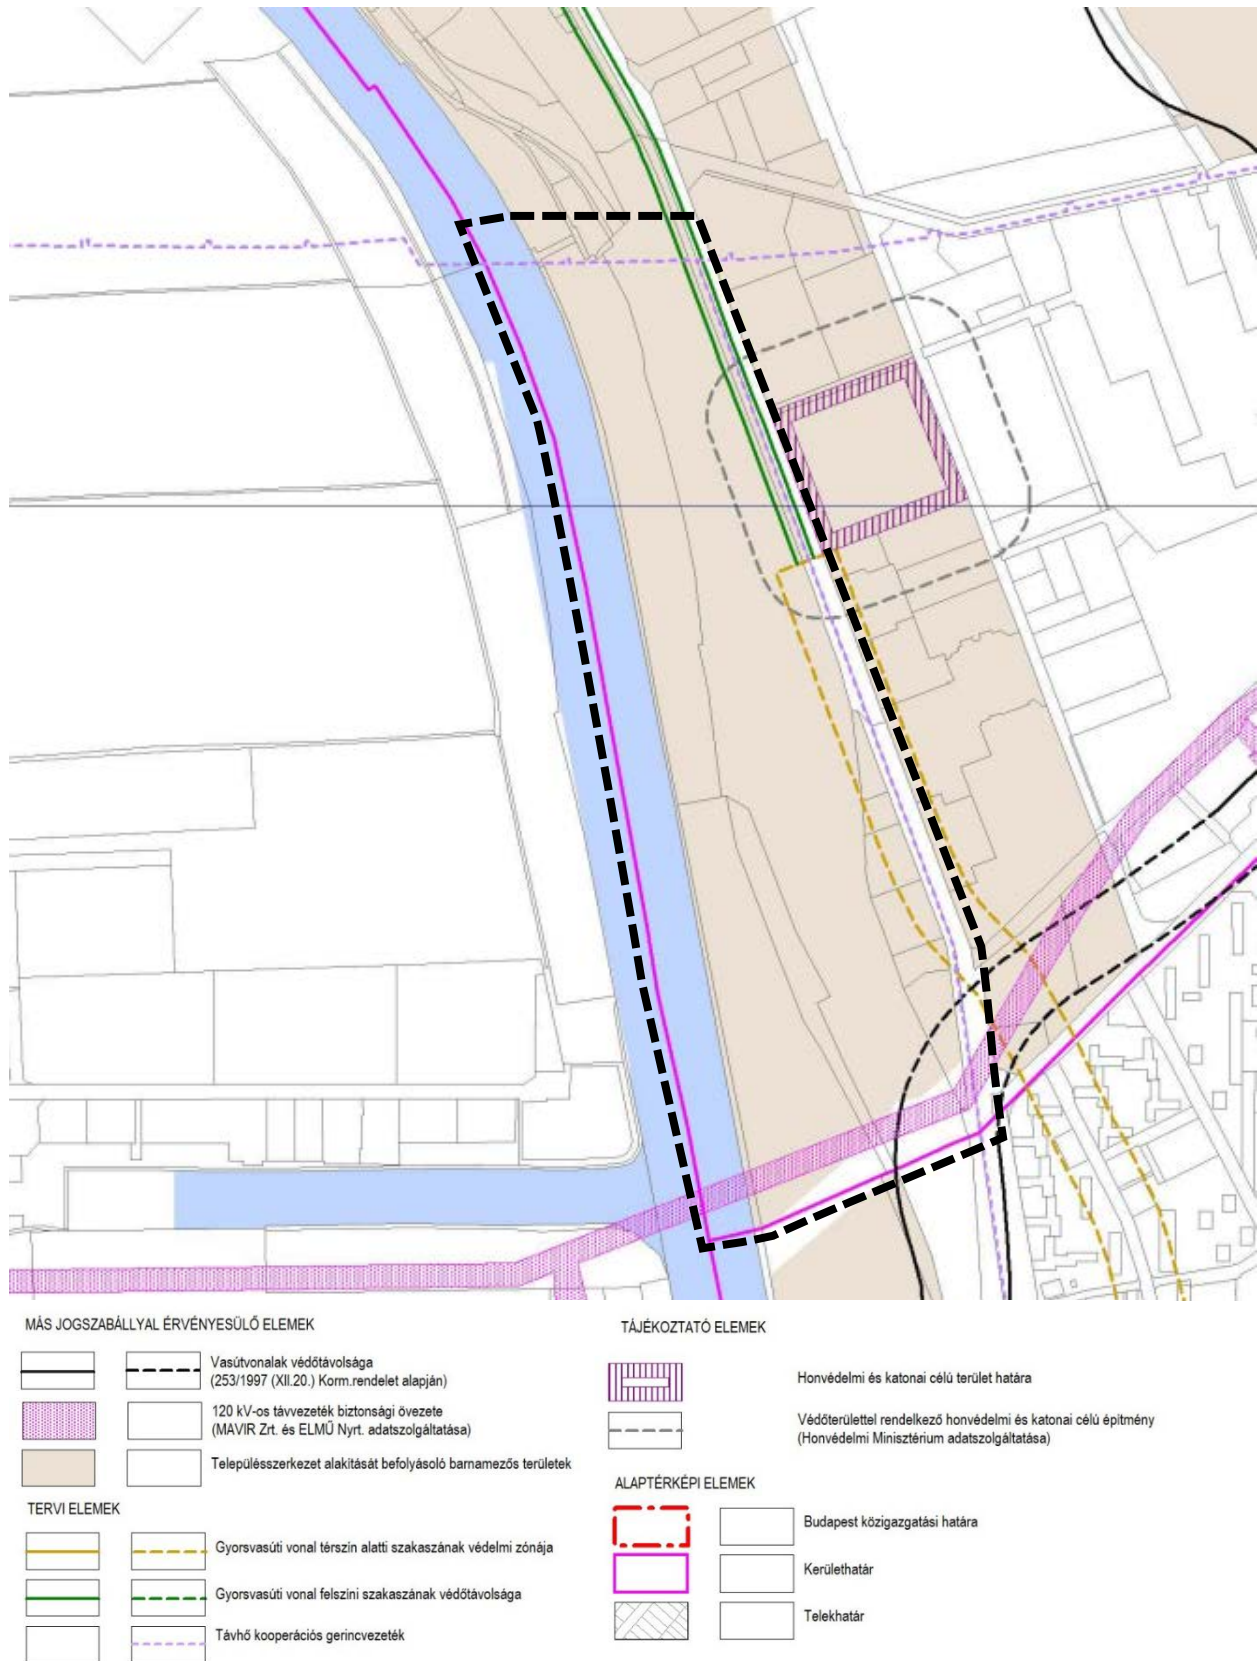 MÁS JOGSZABÁLLYAL ÉRVÉNYESÜLŐ ELEMEK
Vasútvonalak védőtávolsága
(253/1997 (XII.20.) Korm.rendelet alapján)
120 kV-os távvezeték biztonsági övezete
(MAVIR Zrt. és ELMŰ Nyrt. adatszolgáltatása)
Településszerkezet alakítását befolyásoló barnamezős területek
TERVI ELEMEK
Gyorsvasúti vonal térszin alatti szakaszának védelmi zónája
Gyorsvasúti vonal felszini szakaszának védőtávolsága
Távhő kooperációs gerincvezeték
TÁJÉKOZTATÓ ELEMEK
Honvédelmi és katonai célú terület határa
Védőterülettel rendelkező honvédelmi és katonai célú építmény
(Honvédelmi Minisztérium adatszolgáltatása)
ALAPTÉRKÉPI ELEMEK
Budapest közigazgatási határa
Kerülethatár
Telekhatár